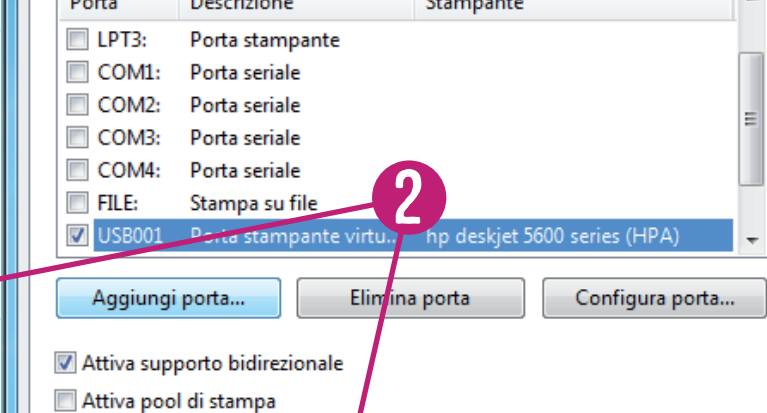 Porta Descrizione Stampante
LPT3: Porta stampante
COM1: Porta seriale
COM2: Porta seriale
COM3: Porta seriale
COM4: Porta seriale
FILE: Stampa su file
2
USB001 Porta stampante virtu... hp deskjet 5600 series (HPA)
Aggiungi porta... Elimina porta Configura porta...
Attiva supporto bidirezionale
Attiva pool di stampa